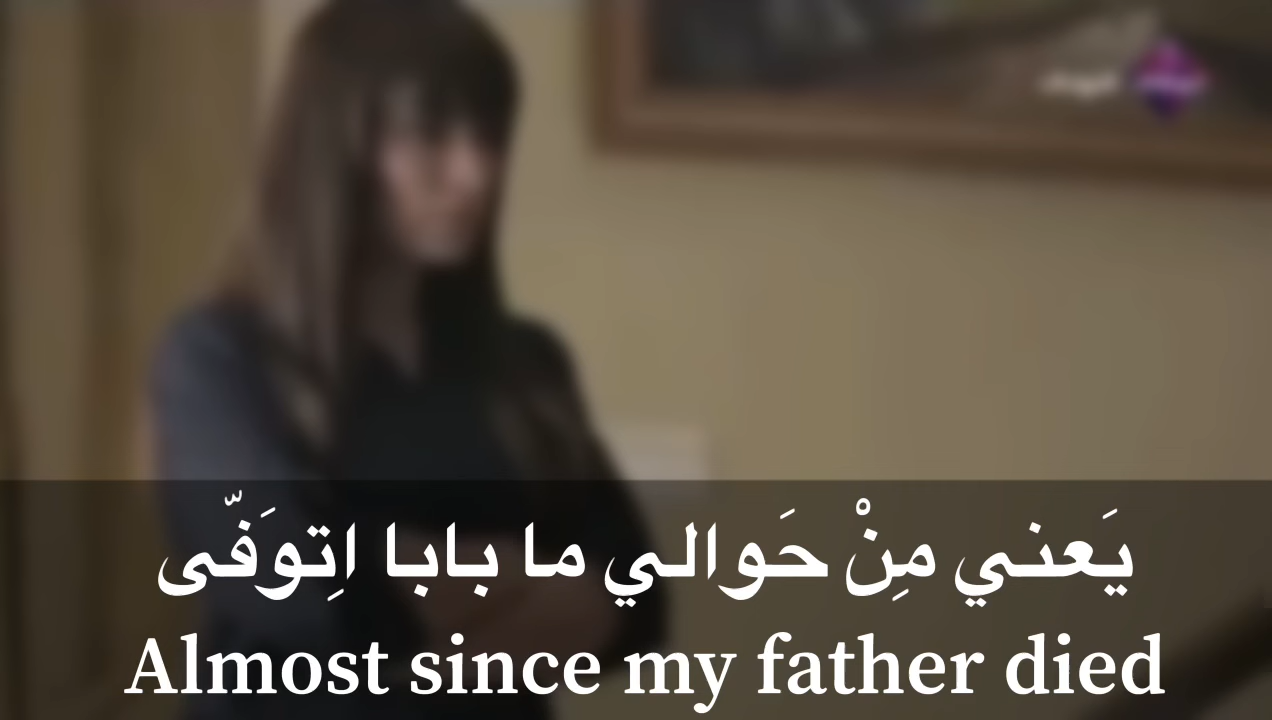 يَعني مِنْ حَوالي ما بابا اِتوَفّى
Almost since my father died